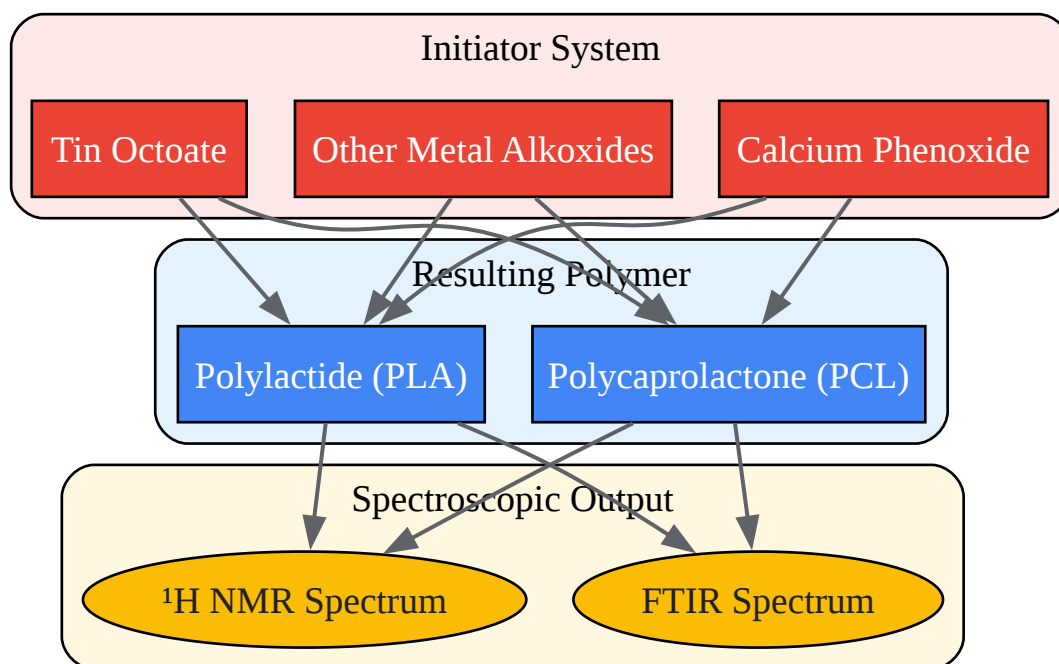 Initiator System
Tin Octoate
Other Metal Alkoxides
Calcium Phenoxide
Resulting Polymer
Polylactide (PLA)
Polycaprolactone (PCL)
Spectroscopic Output
¹H NMR Spectrum
FTIR Spectrum